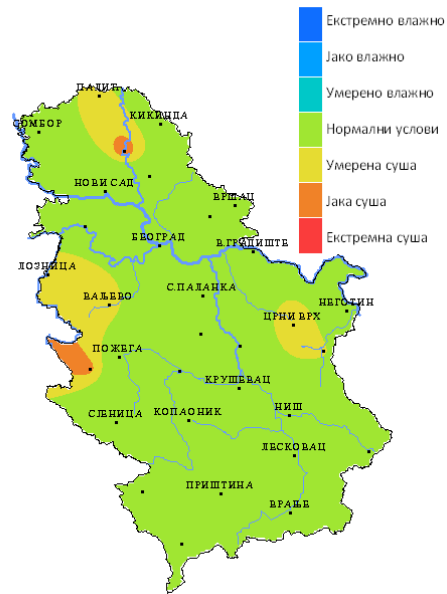 Екстремно влажно
Јако влажно
Умерено влажно
Нормални услови
Умерена суша
Јака суша
Екстремна суша
ПАЛИЋ
СОМБОР
КИКИНДА
НОВИ САД
ВРШАЦ
БЕОГРАД
В.ГРАДИШТЕ
ЛОЗНИЦА
С.ПАЛАНКА
ВАЉЕВО
НЕГОТИН
ЦРНИ ВРХ
ПОЖЕГА
КРУШЕВАЦ
СЈЕНИЦА
КОПАОНИК
НИШ
ЛЕСКОВАЦ
ПРИШТИНА
ВРАЊЕ